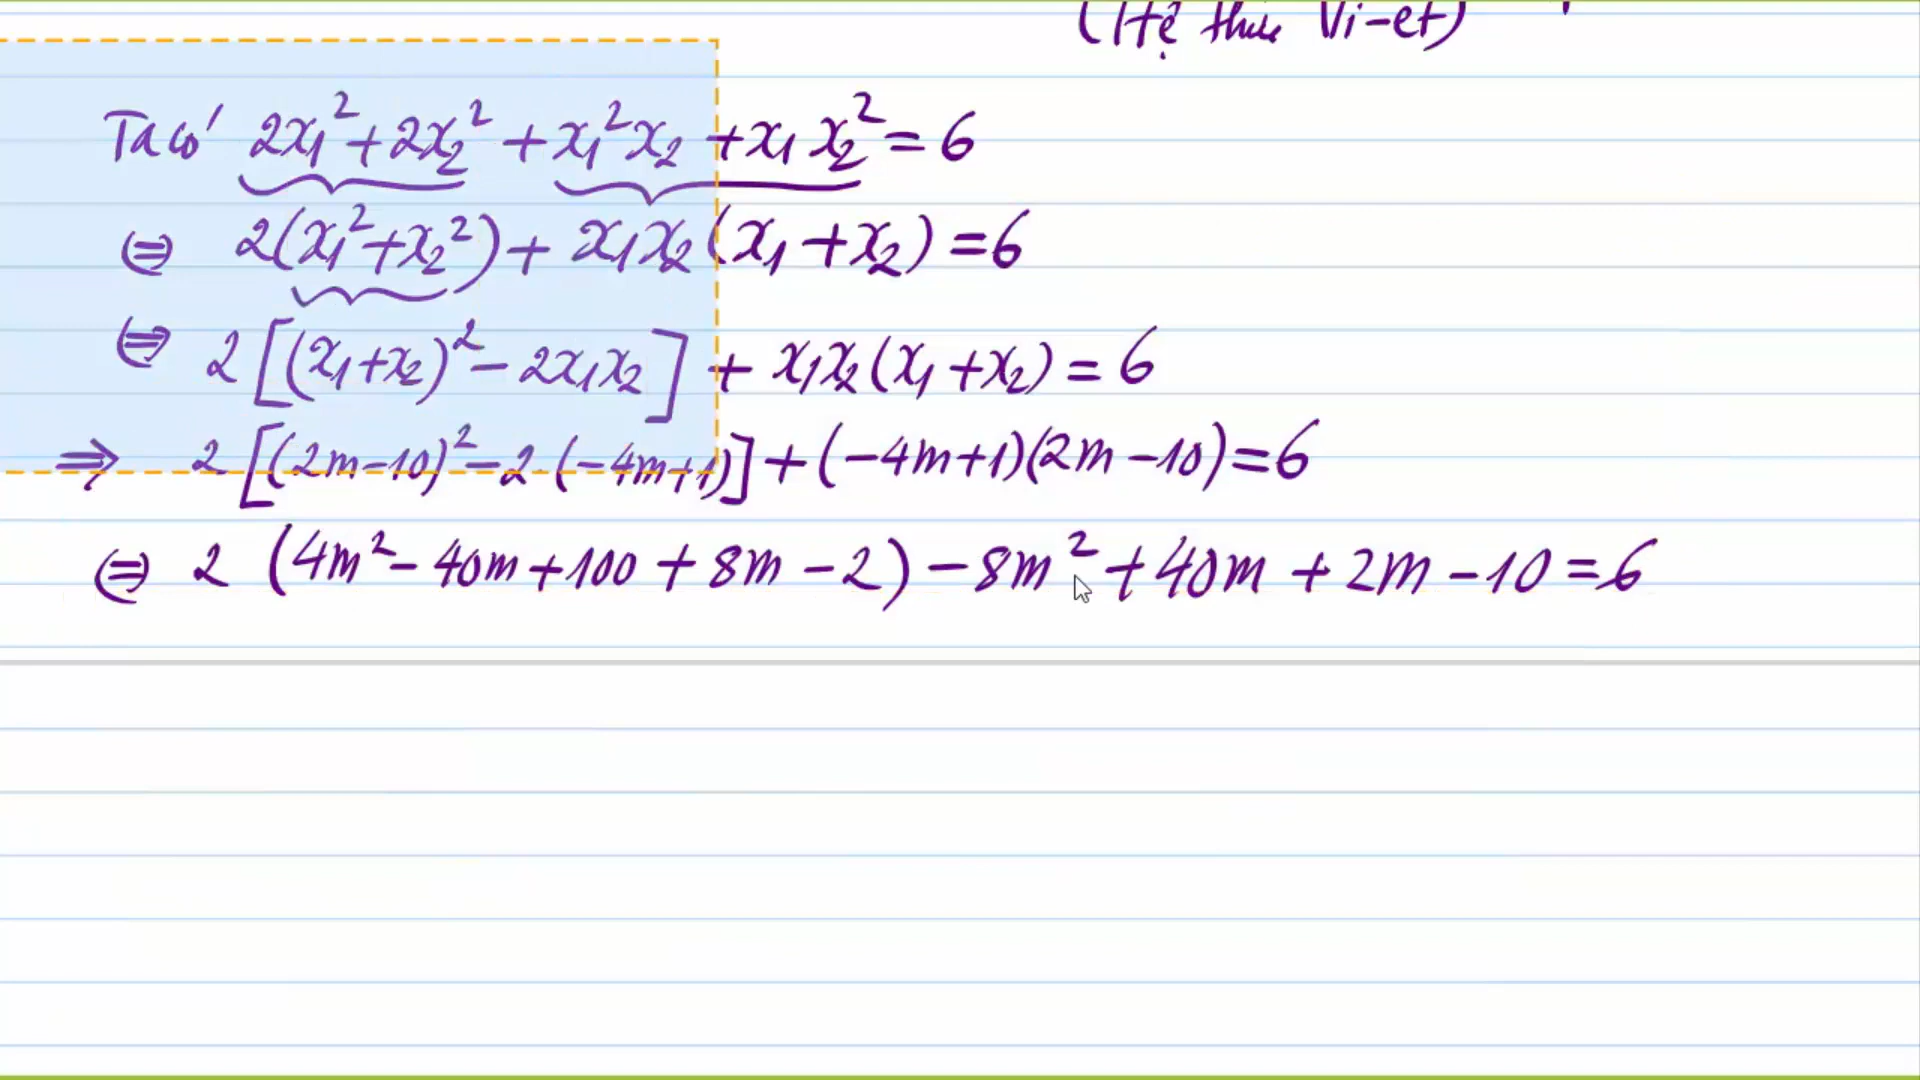 (Hệ thức Vi-et)
Ta có 2x₁² + 2x₂² + x₁²x₂ + x₁x₂² = 6
⇔ 2(x₁² + x₂²) + x₁x₂(x₁ + x₂) = 6
⇔ 2[(x₁+x₂)² - 2x₁x₂] + x₁x₂(x₁ + x₂) = 6
⇒ 2[(2m-10)² - 2·(-4m+1)] + (-4m+1)(2m-10) = 6
⇔ 2(4m² - 40m + 100 + 8m - 2) - 8m² + 40m + 2m - 10 = 6